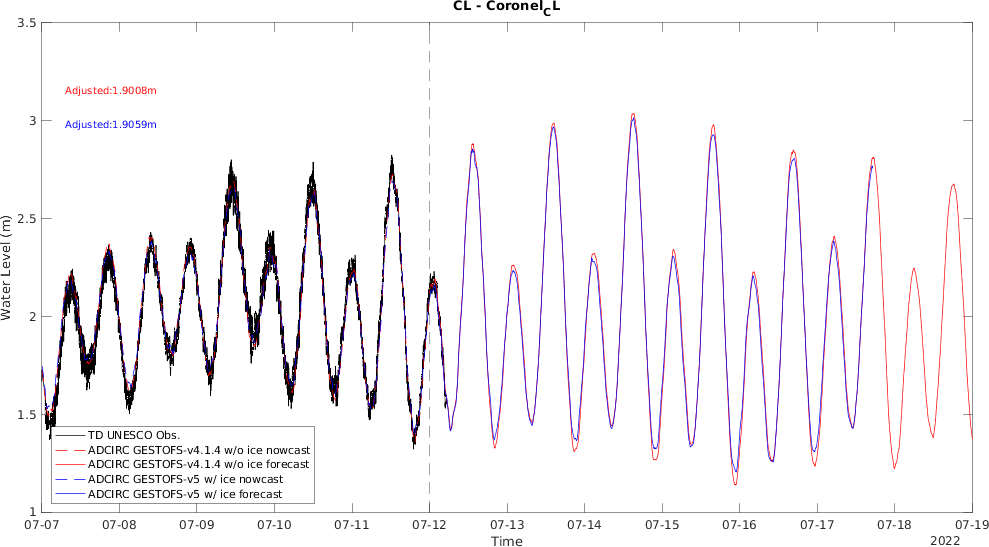 CL - Coronel_CL
3.5
3
2.5
2
1.5
1
Water Level (m)
Adjusted:1.9008m
Adjusted:1.9059m
TD UNESCO Obs.
ADCIRC GESTOFS-v4.1.4 w/o ice nowcast
ADCIRC GESTOFS-v4.1.4 w/o ice forecast
ADCIRC GESTOFS-v5 w/ ice nowcast
ADCIRC GESTOFS-v5 w/ ice forecast
07-07 07-08 07-09 07-10 07-11 07-12 07-13 07-14 07-15 07-16 07-17 07-18 07-19
Time
2022